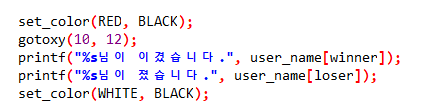 set_color(RED, BLACK);
gotoxy(10, 12);
printf("%s님이 이겼습니다.", user_name[winner]);
printf("%s님이 졌습니다.", user_name[loser]);
set_color(WHITE, BLACK);